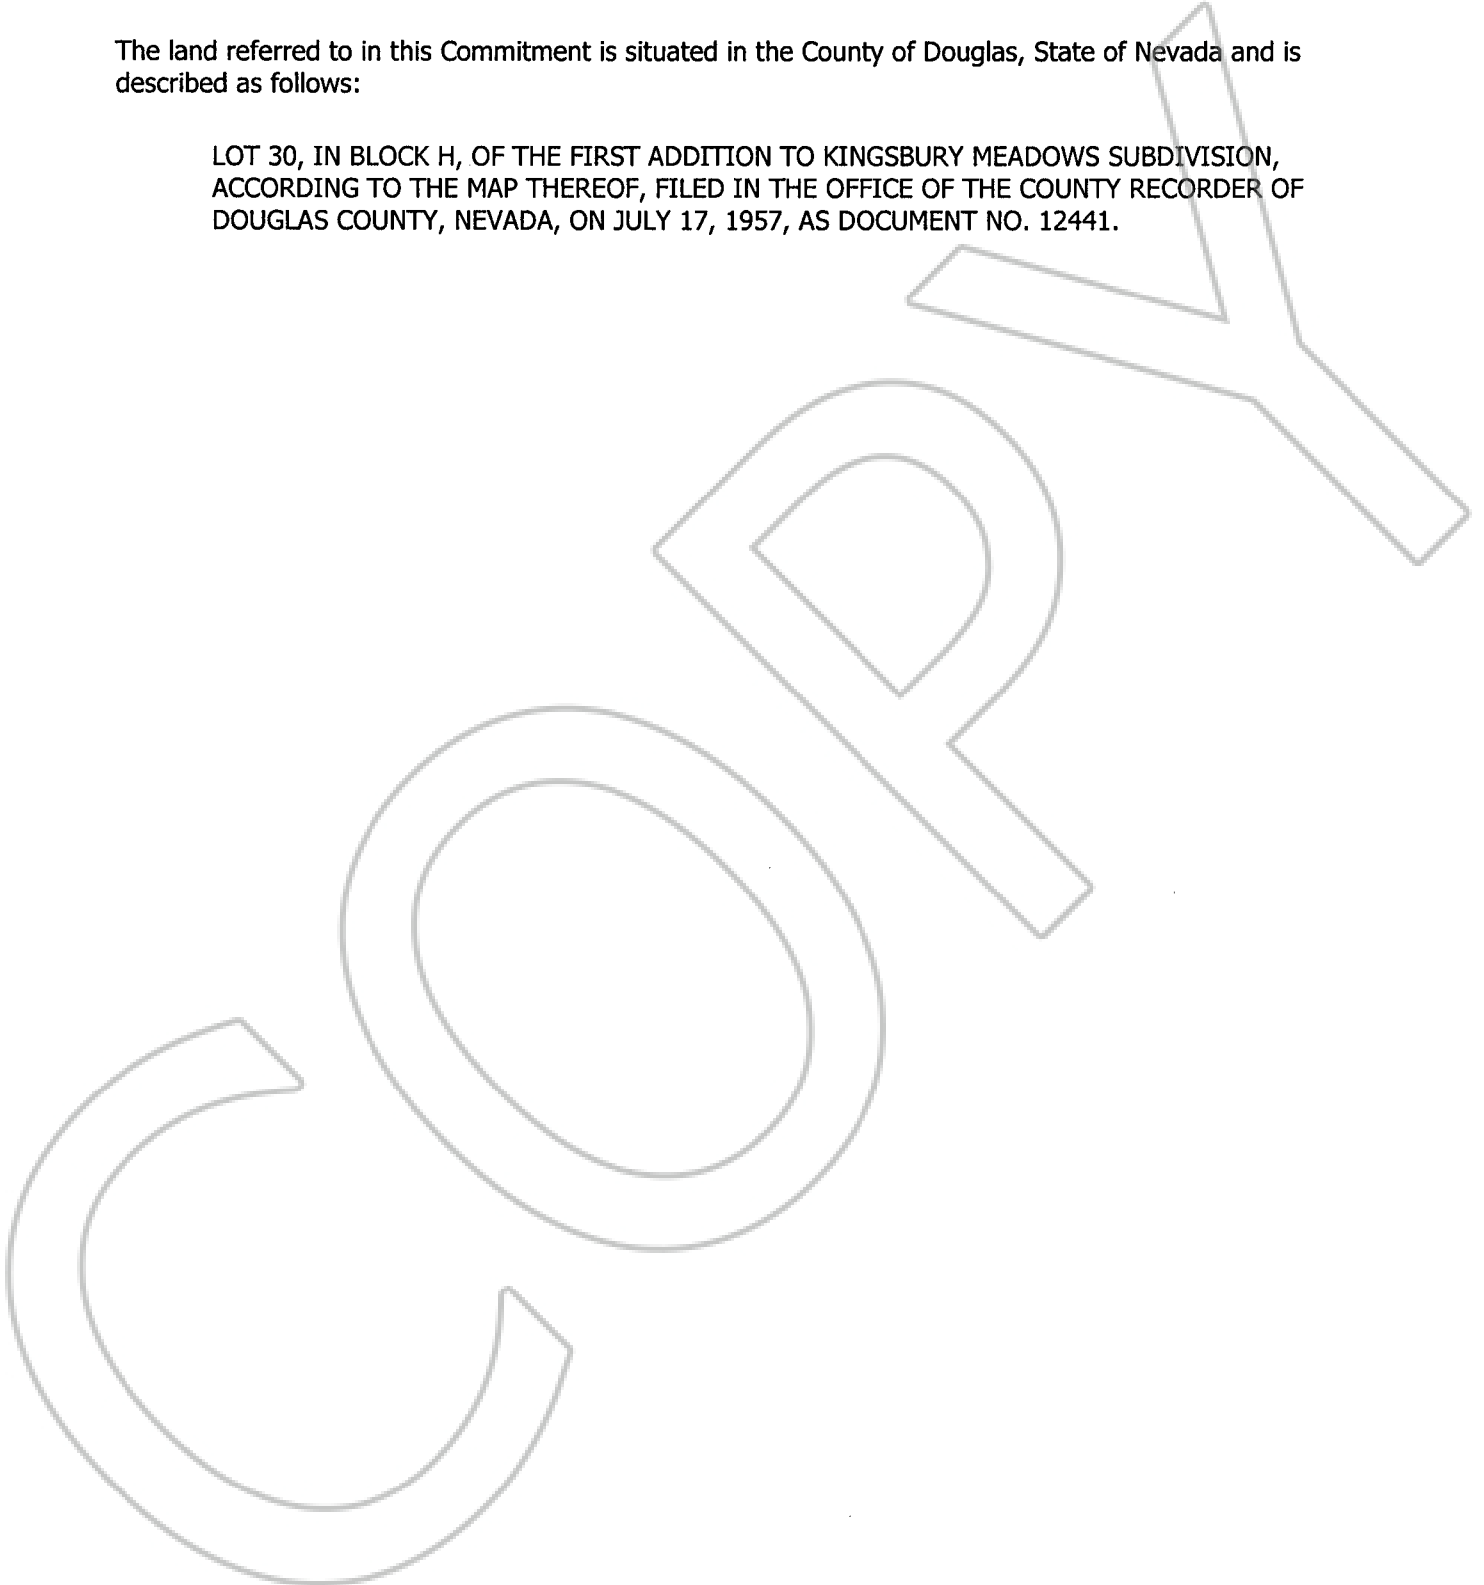 The land referred to in this Commitment is situated in the County of Douglas, State of Nevada and is
described as follows:
LOT 30, IN BLOCK H, OF THE FIRST ADDITION TO KINGSBURY MEADOWS SUBDIVISION,
ACCORDING TO THE MAP THEREOF, FILED IN THE OFFICE OF THE COUNTY RECORDER OF
DOUGLAS COUNTY, NEVADA, ON JULY 17, 1957, AS DOCUMENT NO. 12441.
COPY